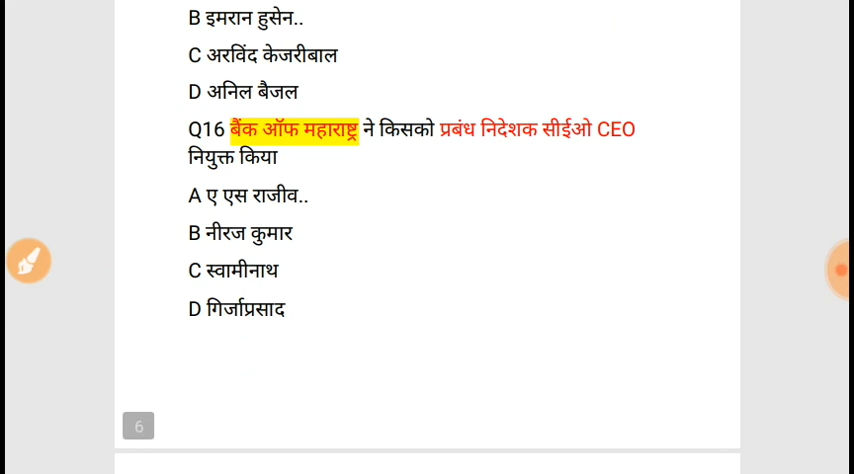 B इमरान हुसेन..
C अरविंद केजरीबाल
D अनिल बैजल
Q16 बैंक ऑफ महाराष्ट्र ने किसको प्रबंध निदेशक सीईओ CEO
नियुक्त किया
A ए एस राजीव..
B नीरज कुमार
C स्वामीनाथ
D गिर्जाप्रसाद
6